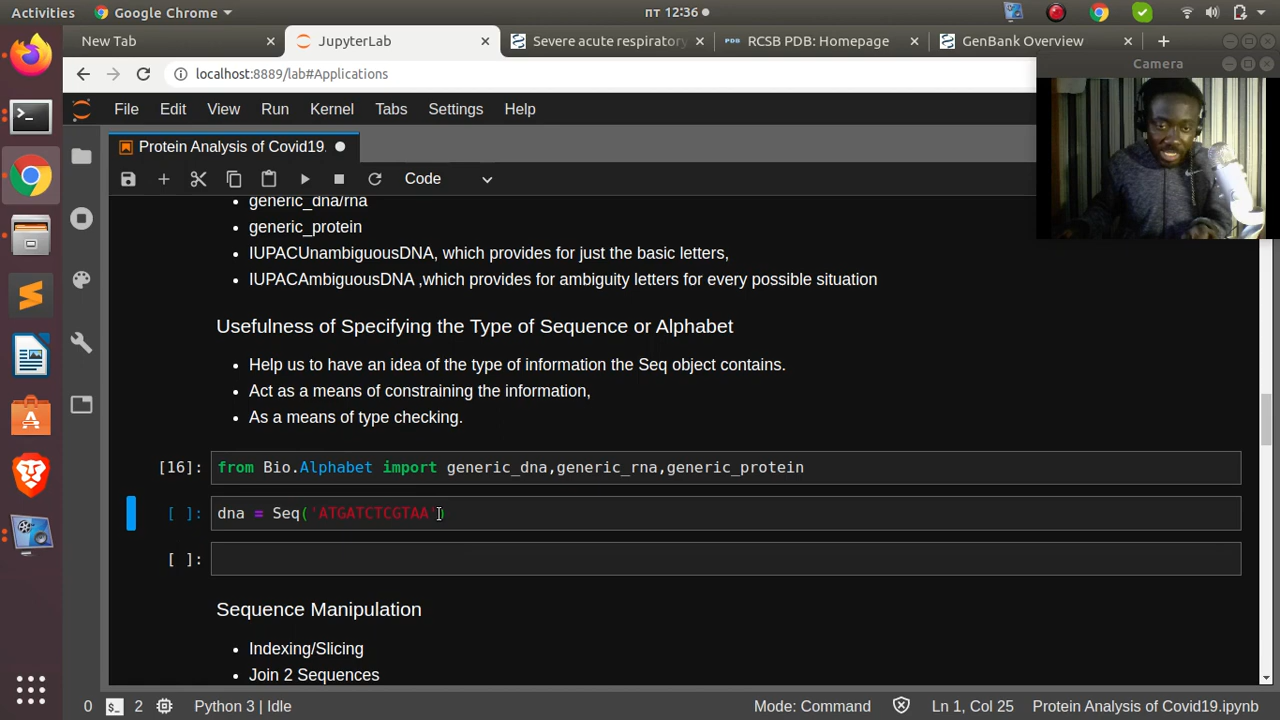 Activities Google Chrome пт 12:36
New Tab JupyterLab Severe acute respiratory RCSB PDB: Homepage GenBank Overview
localhost:8889/lab#Applications
Camera
File Edit View Run Kernel Tabs Settings Help
Protein Analysis of Covid19.
Code
generic_dna/rna
generic_protein
IUPACUnambiguousDNA, which provides for just the basic letters,
IUPACAmbiguousDNA ,which provides for ambiguity letters for every possible situation
Usefulness of Specifying the Type of Sequence or Alphabet
Help us to have an idea of the type of information the Seq object contains.
Act as a means of constraining the information,
As a means of type checking.
[16]: from Bio.Alphabet import generic_dna,generic_rna,generic_protein
[ ]: dna = Seq('ATGATCTCGTAA')
[ ]:
Sequence Manipulation
Indexing/Slicing
Join 2 Sequences
0 2 Python 3 | Idle Mode: Command Ln 1, Col 25 Protein Analysis of Covid19.ipynb